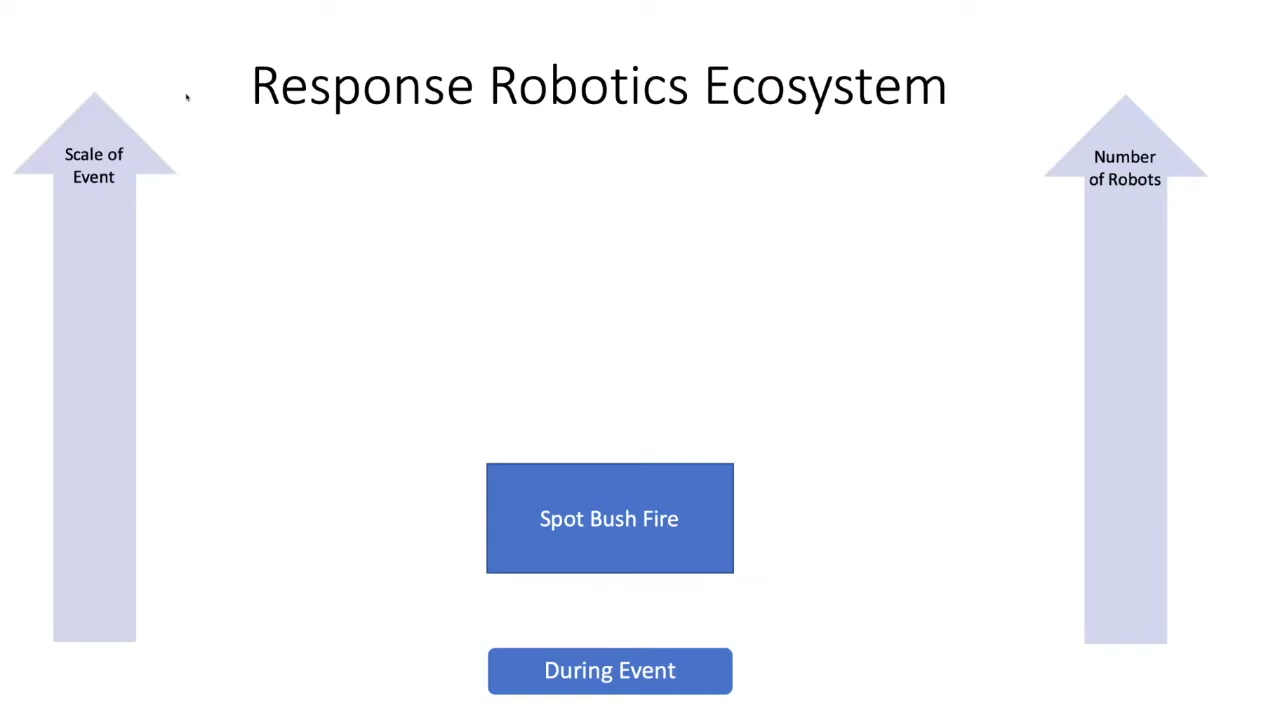 Response Robotics Ecosystem
Scale of
Event
Number
of Robots
Spot Bush Fire
During Event